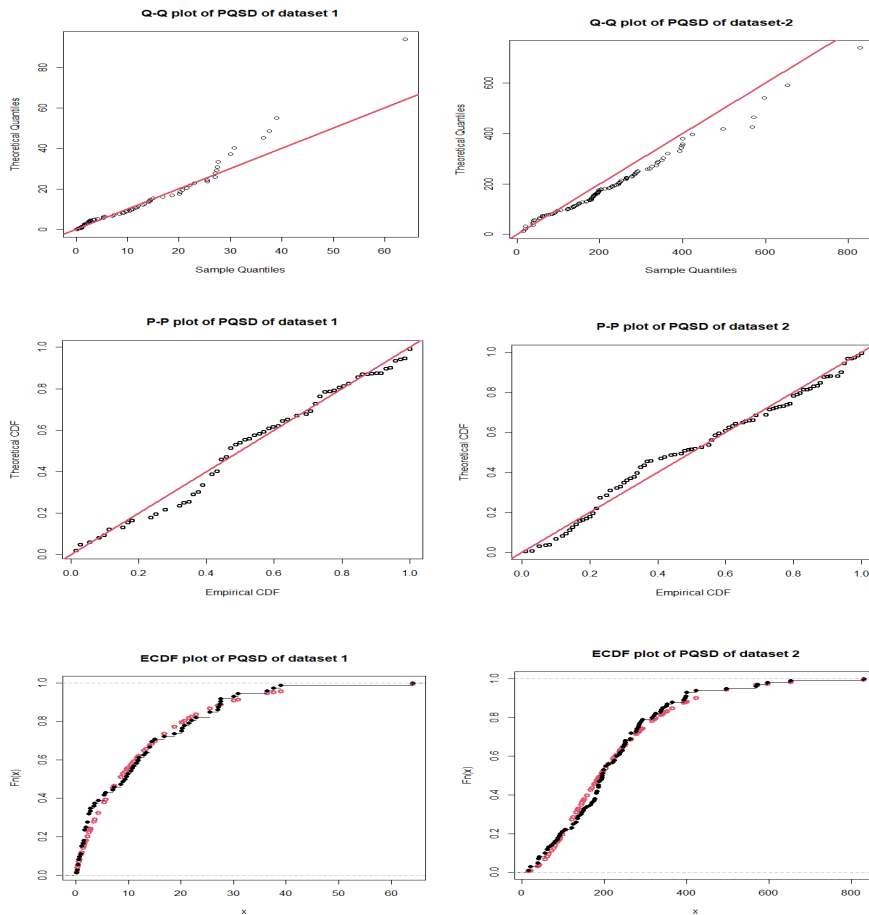 Q-Q plot of PQSD of dataset 1
Theoretical Quantiles
0 20 40 60 80
0 10 20 30 40 50 60
Sample Quantiles
Q-Q plot of PQSD of dataset-2
Theoretical Quantiles
0 200 400 600
0 200 400 600 800
Sample Quantiles
P-P plot of PQSD of dataset 1
Theoretical CDF
0.0 0.2 0.4 0.6 0.8 1.0
0.0 0.2 0.4 0.6 0.8 1.0
Empirical CDF
P-P plot of PQSD of dataset 2
Theoretical CDF
0.0 0.2 0.4 0.6 0.8 1.0
0.0 0.2 0.4 0.6 0.8 1.0
Empirical CDF
ECDF plot of PQSD of dataset 1
Fn(x)
0.0 0.2 0.4 0.6 0.8 1.0
0 10 20 30 40 50 60
x
ECDF plot of PQSD of dataset 2
Fn(x)
0.0 0.2 0.4 0.6 0.8 1.0
0 200 400 600 800
x